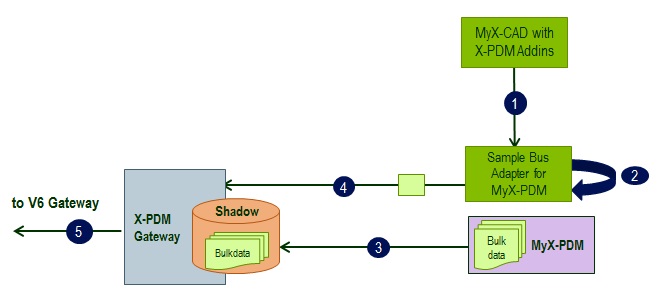 MyX-CAD with
X-PDM Addins
1
Sample Bus
Adapter for
MyX-PDM
2
4
to V6 Gateway
5
X-PDM
Gateway
Shadow
Bulkdata
3
Bulk
data
MyX-PDM